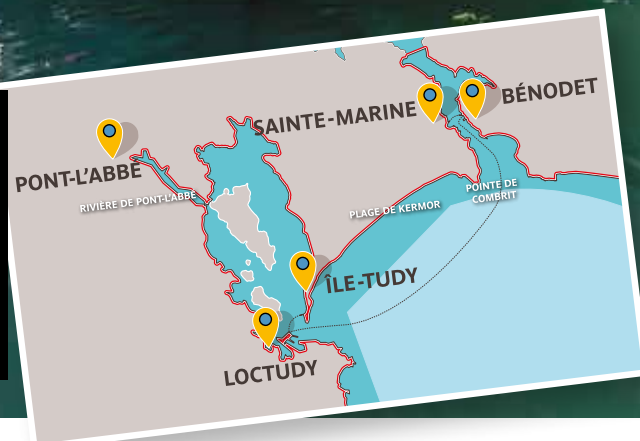 SAINTE-MARINE
BÉNODET
PONT-L'ABBÉ
RIVIÈRE DE PONT-L'ABBÉ
PLAGE DE KERMOR
POINTE DE
COMBRIT
ÎLE-TUDY
LOCTUDY